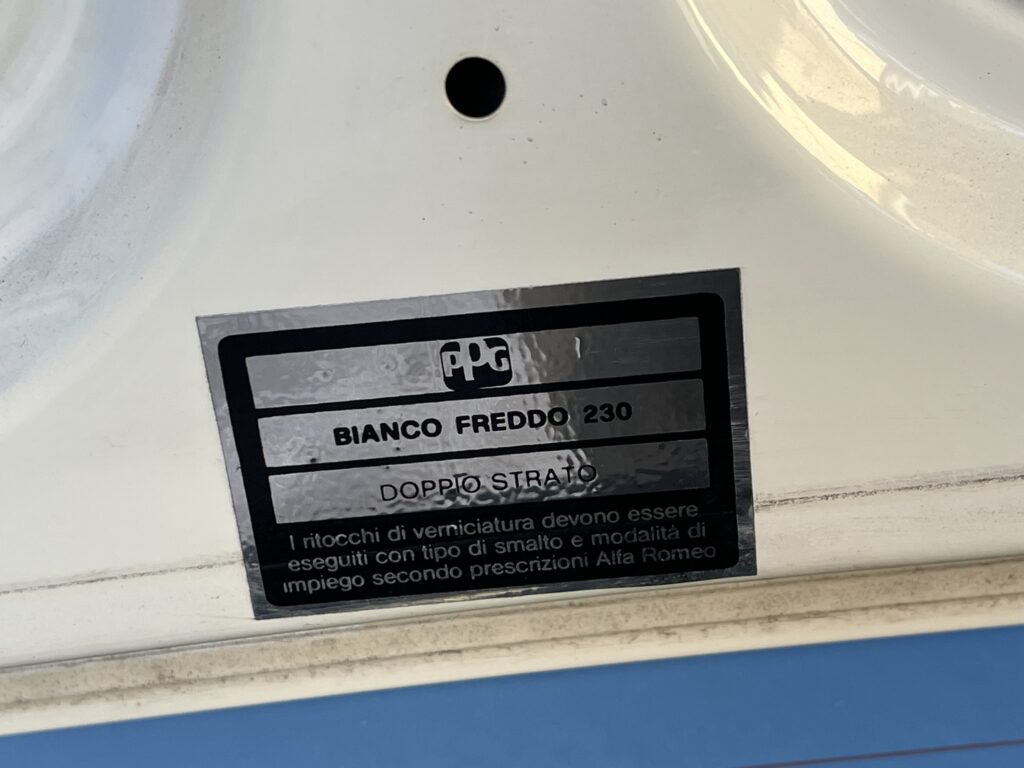 PPG
BIANCO FREDDO 230
DOPPIO STRATO
I ritocchi di verniciatura devono essere
eseguiti con tipo di smalto e modalità di
impiego secondo prescrizioni Alfa Romeo